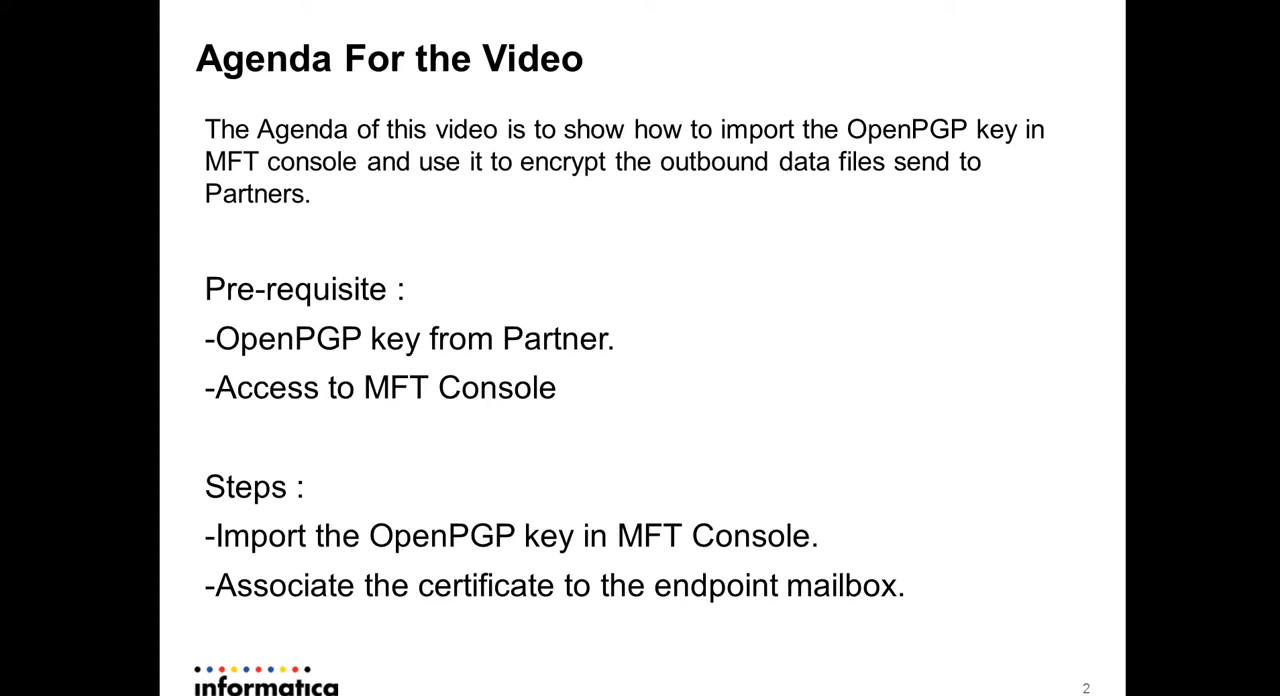 Agenda For the Video
The Agenda of this video is to show how to import the OpenPGP key in
MFT console and use it to encrypt the outbound data files send to
Partners.
Pre-requisite :
-OpenPGP key from Partner.
-Access to MFT Console
Steps :
-Import the OpenPGP key in MFT Console.
-Associate the certificate to the endpoint mailbox.
informatica
2